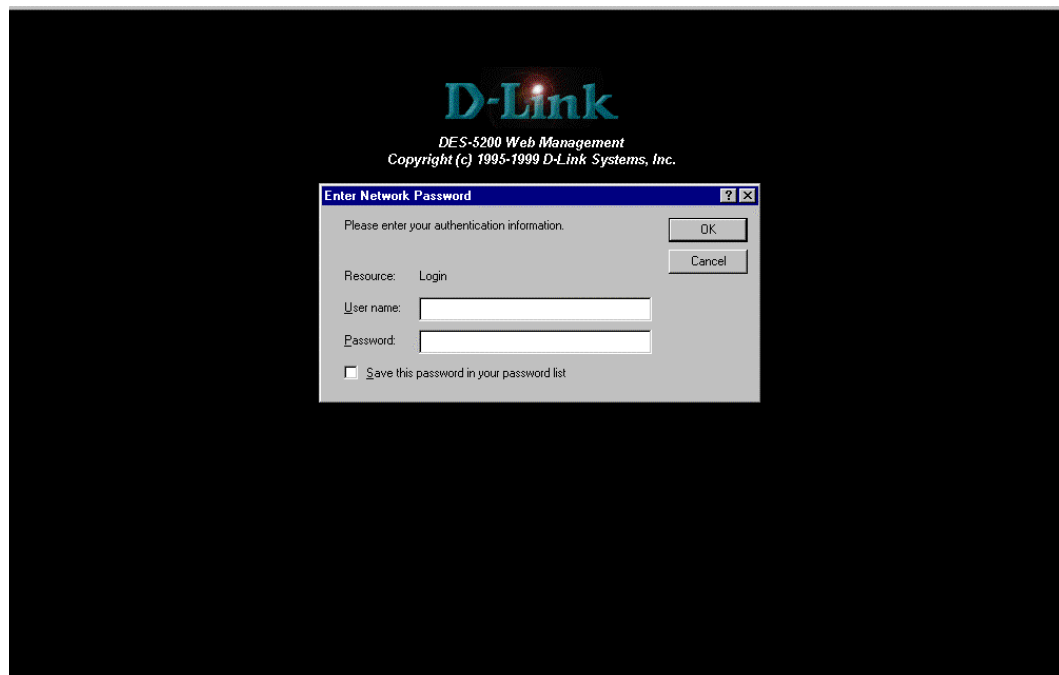 D-Link
DES-5200 Web Management
Copyright (c) 1995-1999 D-Link Systems, Inc.
Enter Network Password
Please enter your authentication information.
OK
Cancel
Resource: Login
User name:
Password:
Save this password in your password list